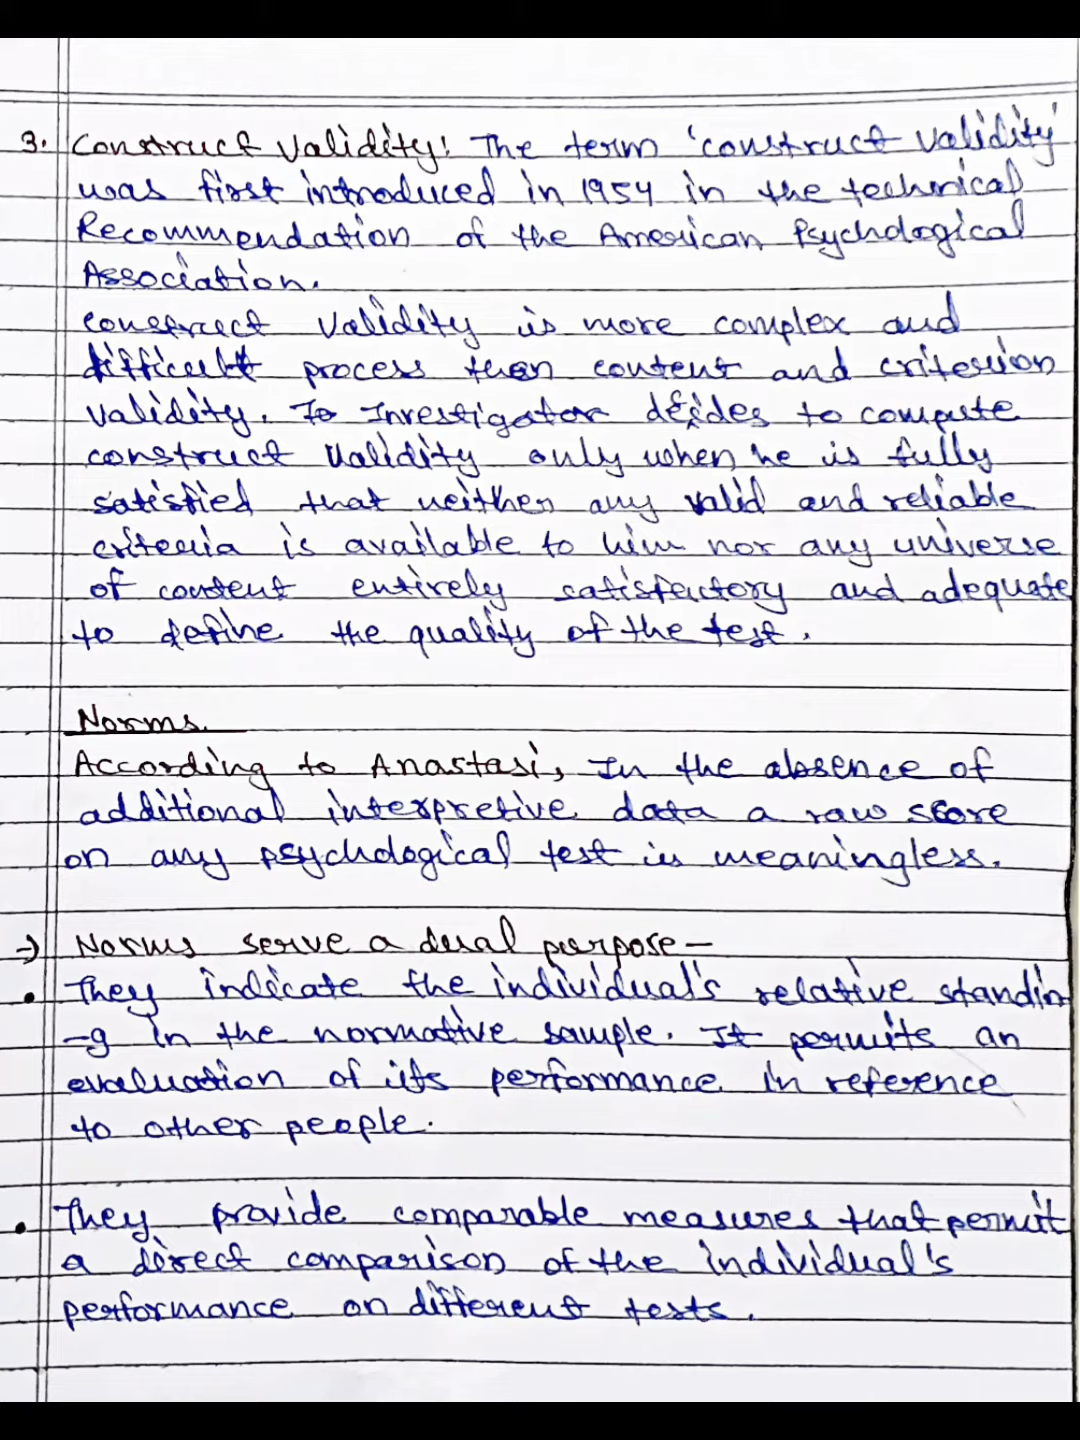 3. Construct Validity: The term 'construct validity'
was first introduced in 1954 in the technical
Recommendation of the American Psychological
Association.
construct validity is more complex and
difficult process then content and criterion
validity. To Investigator decides to compute
construct validity only when he is fully
satisfied that neither any valid and reliable
criteria is available to him nor any universe
of content entirely satisfactory and adequate
to define the quality of the test.
Norms.
According to Anastasi, In the absence of
additional interpretive data a raw score
on any psychological test is meaningless.
→ Norms serve a dual purpose -
• They indicate the individual's relative standin
-g in the normative sample. It permits an
evaluation of its performance in reference
to other people.
• They provide comparable measures that permit
a direct comparison of the individual's
performance on different tests.